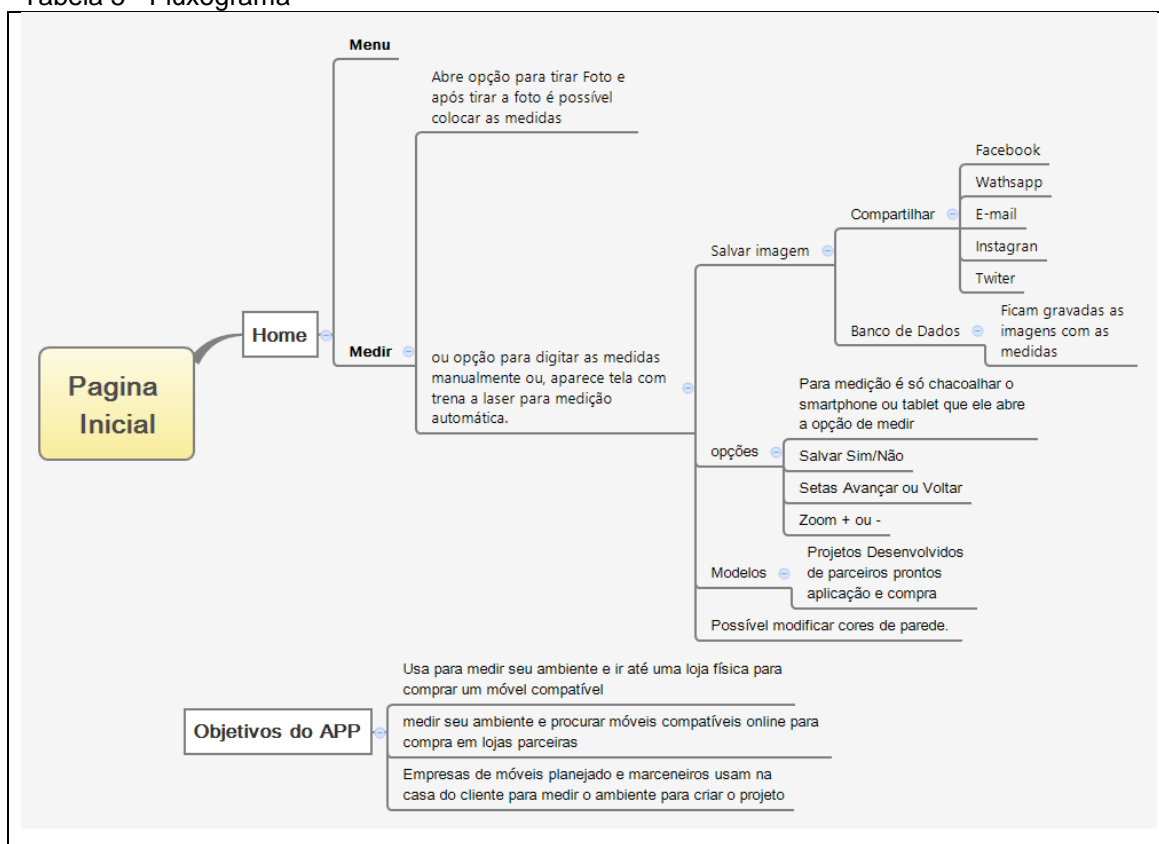 Tabela 3 - Fluxograma
Menu
Abre opção para tirar Foto e
após tirar a foto é possível
colocar as medidas
Facebook
Wathsapp
Compartilhar
E-mail
Salvar imagem
Instagran
Twiter
Home
Banco de Dados
Ficam gravadas as
imagens com as
medidas
Medir
ou opção para digitar as medidas
manualmente ou, aparece tela com
trena a laser para medição
automática.
Pagina
Inicial
Para medição é só chacoalhar o
smartphone ou tablet que ele abre
a opção de medir
opções
Salvar Sim/Não
Setas Avançar ou Voltar
Zoom + ou -
Modelos
Projetos Desenvolvidos
de parceiros prontos
aplicação e compra
Possível modificar cores de parede.
Usa para medir seu ambiente e ir até uma loja física para
comprar um móvel compatível
Objetivos do APP
medir seu ambiente e procurar móveis compatíveis online para
compra em lojas parceiras
Empresas de móveis planejado e marceneiros usam na
casa do cliente para medir o ambiente para criar o projeto